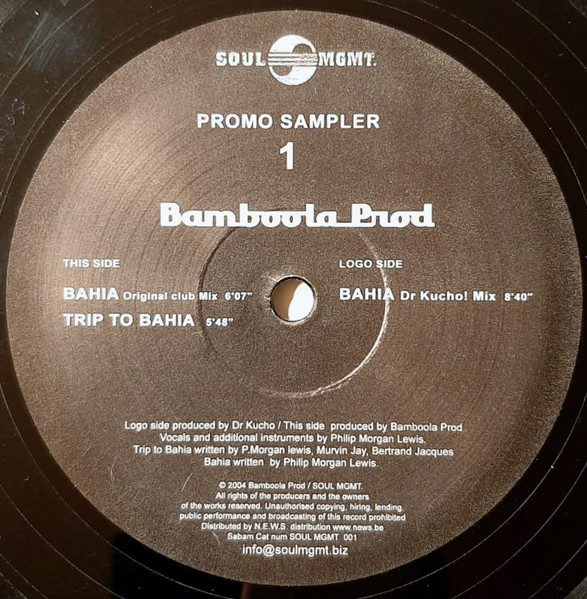 SOUL MGMT.
PROMO SAMPLER
1
Bamboola Prod
THIS SIDE
BAHIA Original club Mix 6'07"
TRIP TO BAHIA 5'48"
LOGO SIDE
BAHIA Dr Kucho! Mix 8'40"
Logo side produced by Dr Kucho / This side produced by Bamboola Prod
Vocals and additional instruments by Philip Morgan Lewis.
Trip to Bahia written by P.Morgan lewis, Murvin Jay, Bertrand Jacques
Bahia written by Philip Morgan Lewis.
© 2004 Bamboola Prod / SOUL MGMT.
All rights of the producers and the owners
of the works reserved. Unauthorised copying, hiring, lending,
public performance and broadcasting of this record prohibited
Distributed by N.E.W.S. distribution www.news.be
Sabam Cat num SOUL MGMT 001
info@soulmgmt.biz